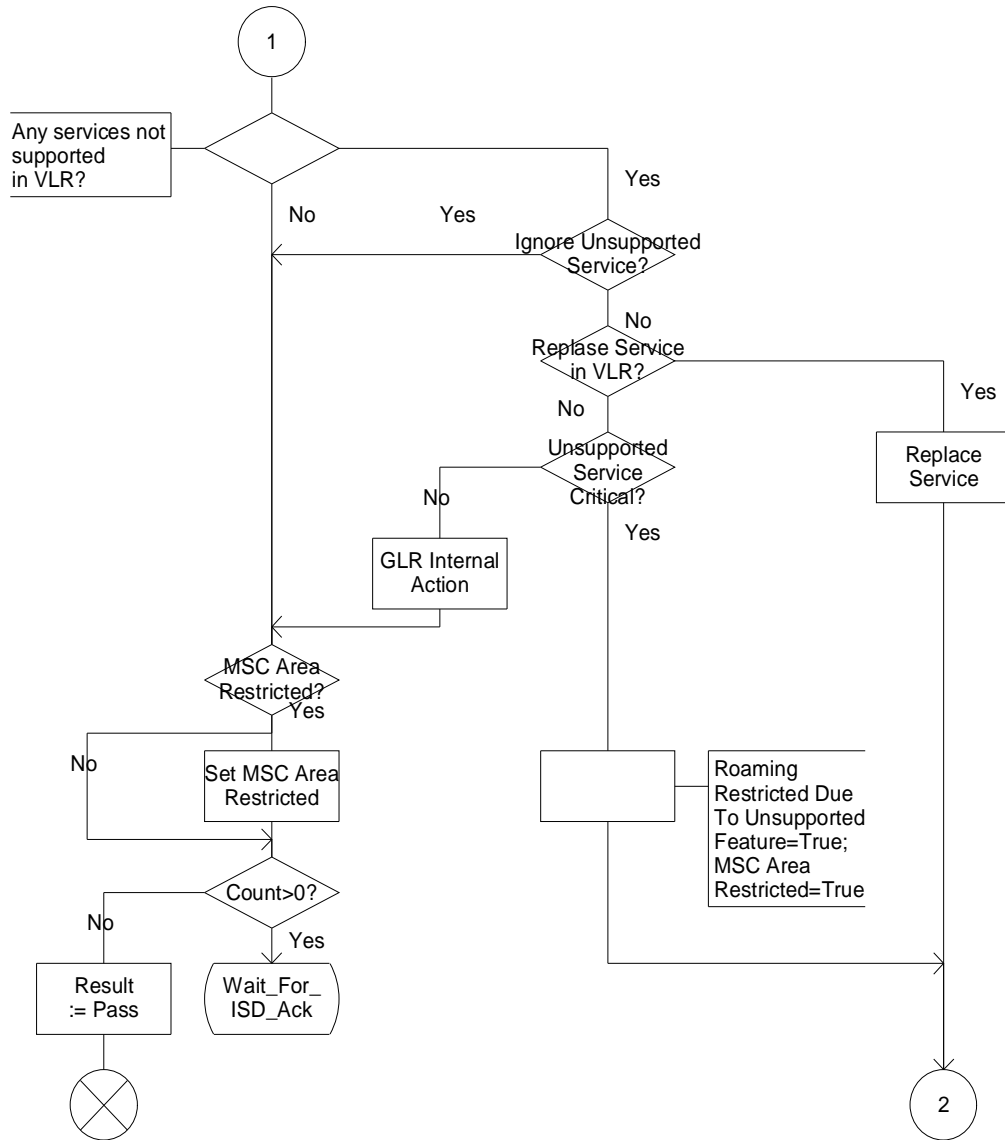 1
Any services not
supported
in VLR?
Yes
No
Yes
Ignore Unsupported
Service?
No
Replase Service
in VLR?
Yes
No
Unsupported
Service
Critical?
Replace
Service
No
Yes
GLR Internal
Action
MSC Area
Restricted?
Yes
No
Set MSC Area
Restricted
Roaming
Restricted Due
To Unsupported
Feature=True;
MSC Area
Restricted=True
Count>0?
No
Yes
Result
:= Pass
Wait_For_
ISD_Ack
2